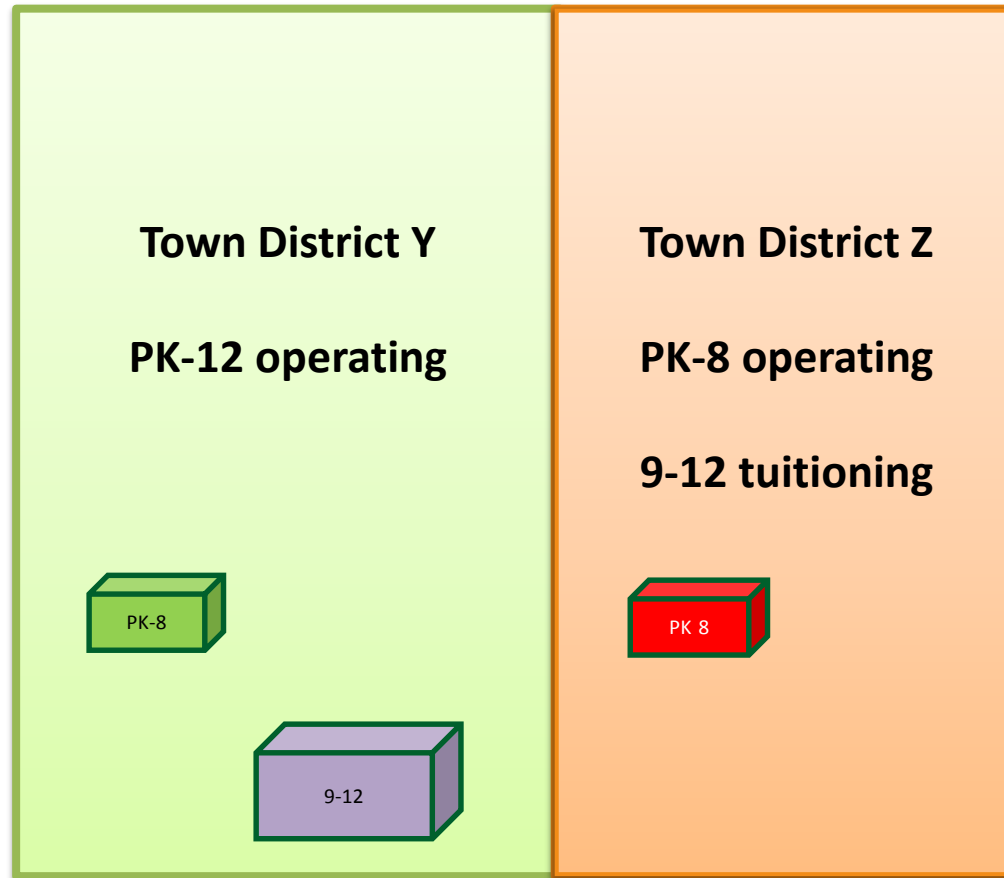 Town District Y
PK-12 operating
PK-8
9-12
Town District Z
PK-8 operating
9-12 tuitioning
PK 8